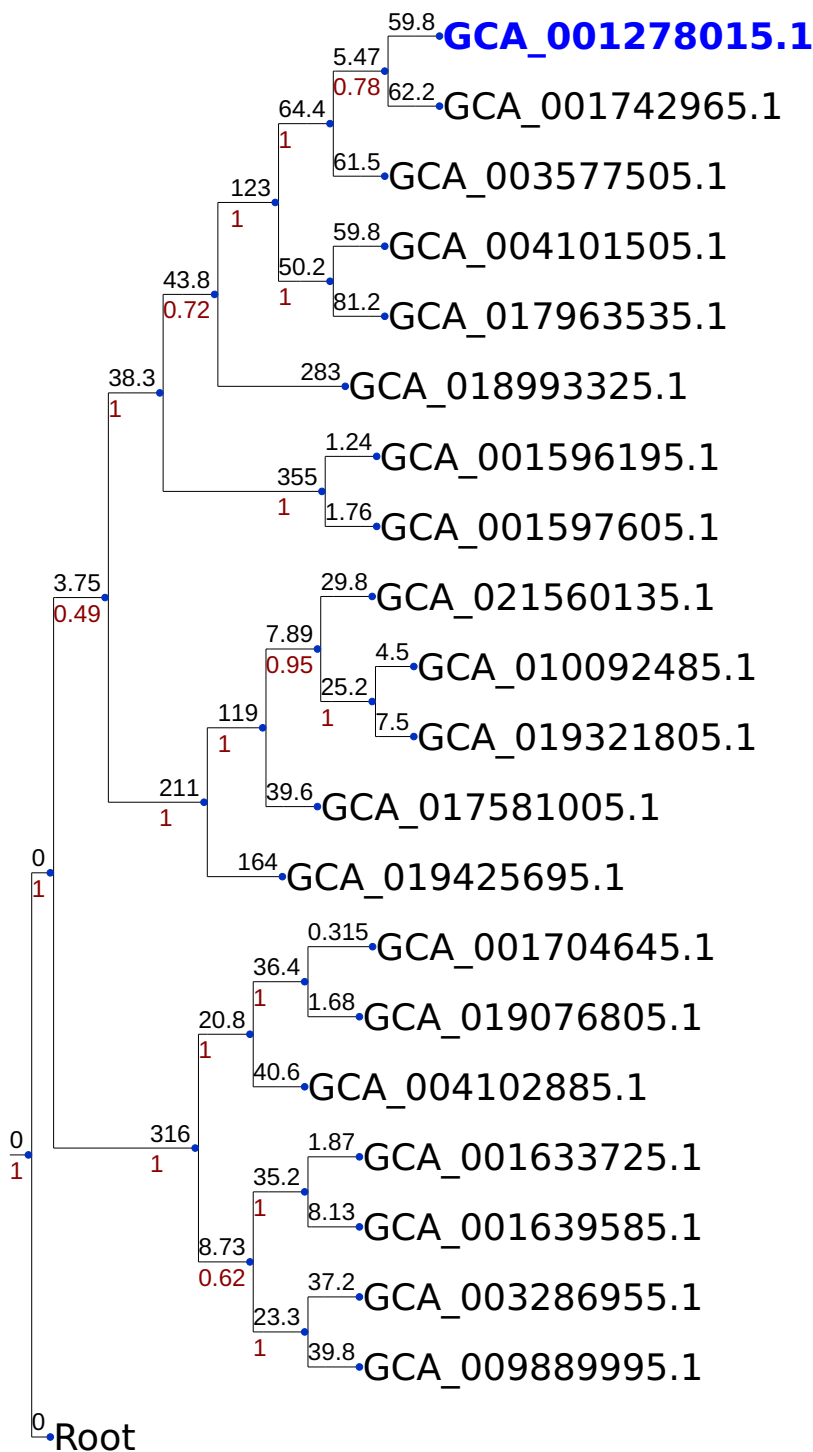 59.8
GCA_001278015.1
5.47
0.78
62.2
GCA_001742965.1
64.4
1
61.5
GCA_003577505.1
123
1
59.8
GCA_004101505.1
50.2
1
81.2
GCA_017963535.1
43.8
0.72
283
GCA_018993325.1
38.3
1
1.24
GCA_001596195.1
355
1
1.76
GCA_001597605.1
3.75
0.49
29.8
GCA_021560135.1
7.89
0.95
4.5
GCA_010092485.1
25.2
1
7.5
GCA_019321805.1
119
1
39.6
GCA_017581005.1
211
1
164
GCA_019425695.1
0
1
0.315
GCA_001704645.1
36.4
1
1.68
GCA_019076805.1
20.8
1
40.6
GCA_004102885.1
316
1
0
1
1.87
GCA_001633725.1
35.2
1
8.13
GCA_001639585.1
8.73
0.62
37.2
GCA_003286955.1
23.3
1
39.8
GCA_009889995.1
0
Root